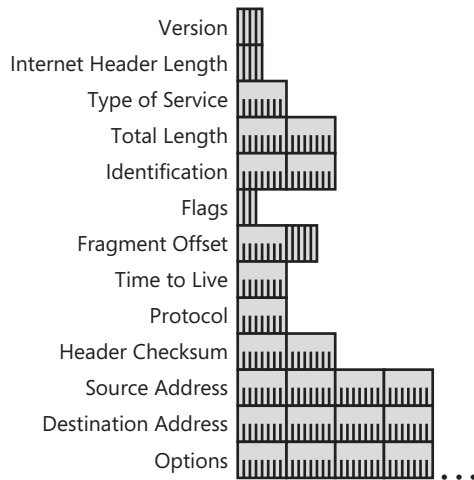 Version
Internet Header Length
Type of Service
Total Length
Identification
Flags
Fragment Offset
Time to Live
Protocol
Header Checksum
Source Address
Destination Address
Options
...